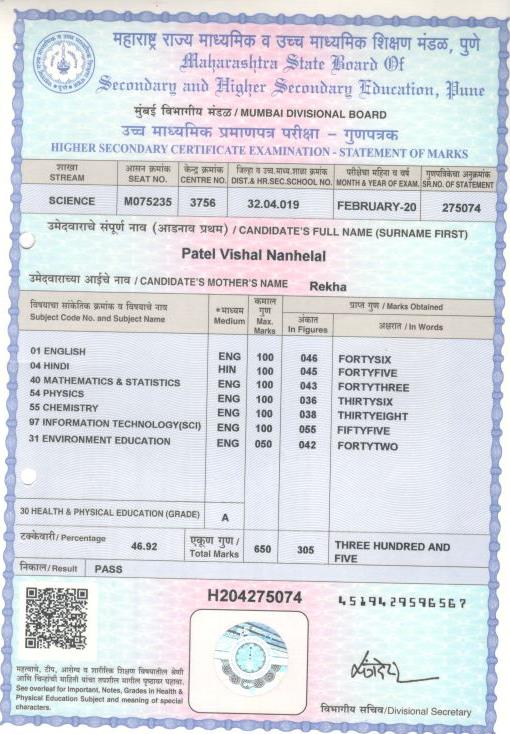 महाराष्ट्र राज्य माध्यमिक व उच्च माध्यमिक शिक्षण मंडळ, पुणे
Maharashtra State Board Of
Secondary and Higher Secondary Education, Pune
मुंबई विभागीय मंडळ / MUMBAI DIVISIONAL BOARD
उच्च माध्यमिक प्रमाणपत्र परीक्षा – गुणपत्रक
HIGHER SECONDARY CERTIFICATE EXAMINATION - STATEMENT OF MARKS
शाखा आसन क्रमांक केन्द्र क्रमांक जिल्हा व उच्च.माध्य.शाळा क्रमांक परीक्षेचा महिना व वर्ष गुणपत्रिकेचा अनुक्रमांक
STREAM SEAT NO. CENTRE NO. DIST.& HR.SEC.SCHOOL NO. MONTH & YEAR OF EXAM. SR.NO. OF STATEMENT
SCIENCE M075235 3756 32.04.019 FEBRUARY-20 275074
उमेदवाराचे संपूर्ण नाव (आडनाव प्रथम) / CANDIDATE'S FULL NAME (SURNAME FIRST)
Patel Vishal Nanhelal
उमेदवाराच्या आईचे नाव / CANDIDATE'S MOTHER'S NAME Rekha
विषयाचा सांकेतिक क्रमांक व विषयाचे नाव
Subject Code No. and Subject Name
*माध्यम
Medium
कमाल
गुण
Max.
Marks
प्राप्त गुण / Marks Obtained
अंकात
In Figures
अक्षरात / In Words
01 ENGLISH ENG 100 046 FORTYSIX
04 HINDI HIN 100 045 FORTYFIVE
40 MATHEMATICS & STATISTICS ENG 100 043 FORTYTHREE
54 PHYSICS ENG 100 036 THIRTYSIX
55 CHEMISTRY ENG 100 038 THIRTYEIGHT
97 INFORMATION TECHNOLOGY(SCI) ENG 100 055 FIFTYFIVE
31 ENVIRONMENT EDUCATION ENG 050 042 FORTYTWO
30 HEALTH & PHYSICAL EDUCATION (GRADE) A
टक्केवारी/ Percentage 46.92 एकूण गुण / Total Marks 650 305 THREE HUNDRED AND
FIVE
निकाल/ Result PASS
H204275074
4519429596567
महत्वाचे, टीप, आरोग्य व शारीरिक शिक्षण विषयातील श्रेणी
आणि चिन्हांची माहिती यांचा तपशील मागील पृष्ठावर पहावा.
See overleaf for Important, Notes, Grades in Health &
Physical Education Subject and meaning of special
characters.
विभागीय सचिव/Divisional Secretary